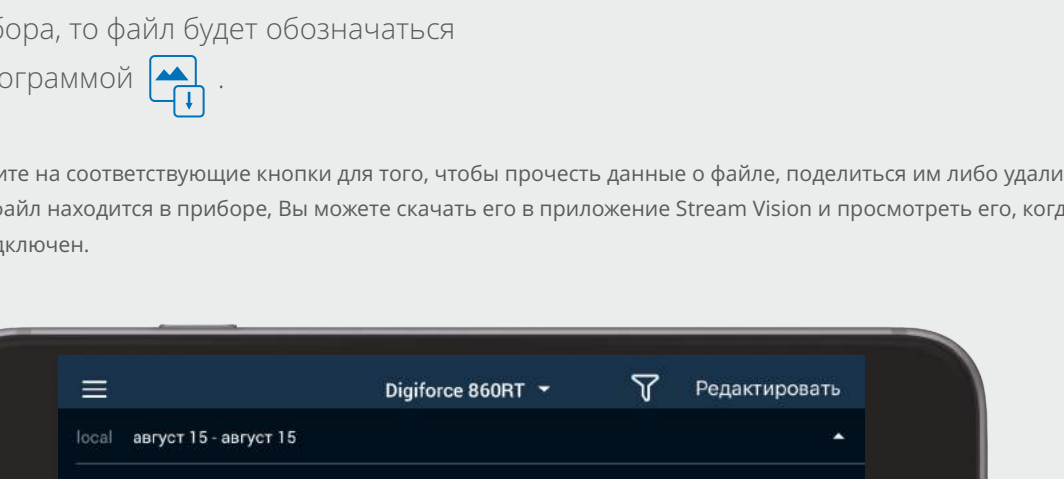 бора, то файл будет обозначаться
ограммой .
ите на соответствующие кнопки для того, чтобы прочесть данные о файле, поделиться им либо удали
файл находится в приборе, Вы можете скачать его в приложение Stream Vision и просмотреть его, когд
дключен.
Digiforce 860RT Редактировать
local август 15 - август 15